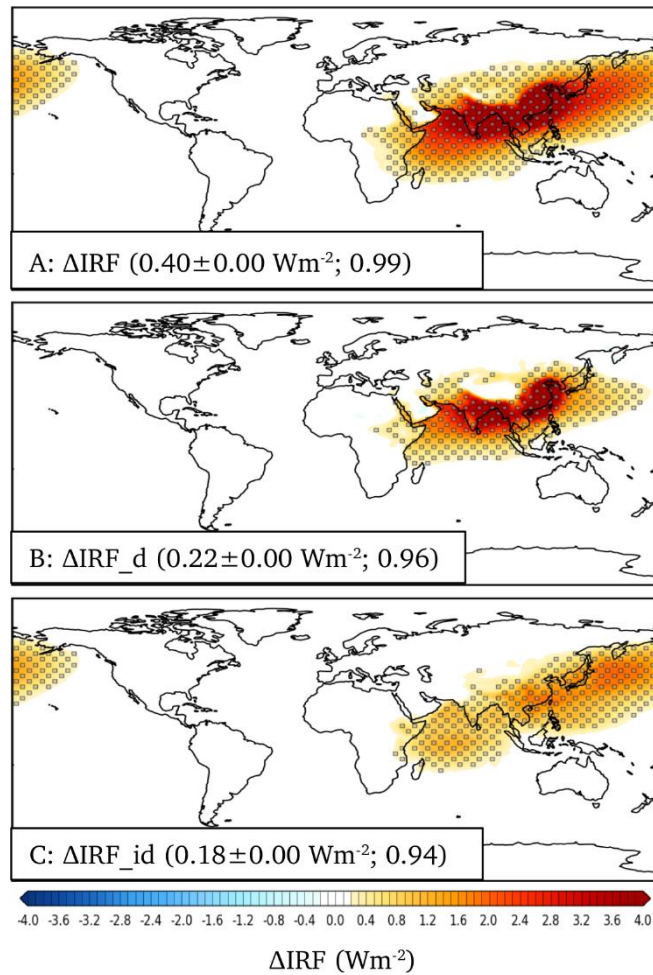 A: ΔIRF (0.40±0.00 Wm⁻²; 0.99)
B: ΔIRF_d (0.22±0.00 Wm⁻²; 0.96)
C: ΔIRF_id (0.18±0.00 Wm⁻²; 0.94)
-4.0 -3.6 -3.2 -2.8 -2.4 -2.0 -1.6 -1.2 -0.8 -0.4 0.0 0.4 0.8 1.2 1.6 2.0 2.4 2.8 3.2 3.6 4.0
ΔIRF (Wm⁻²)